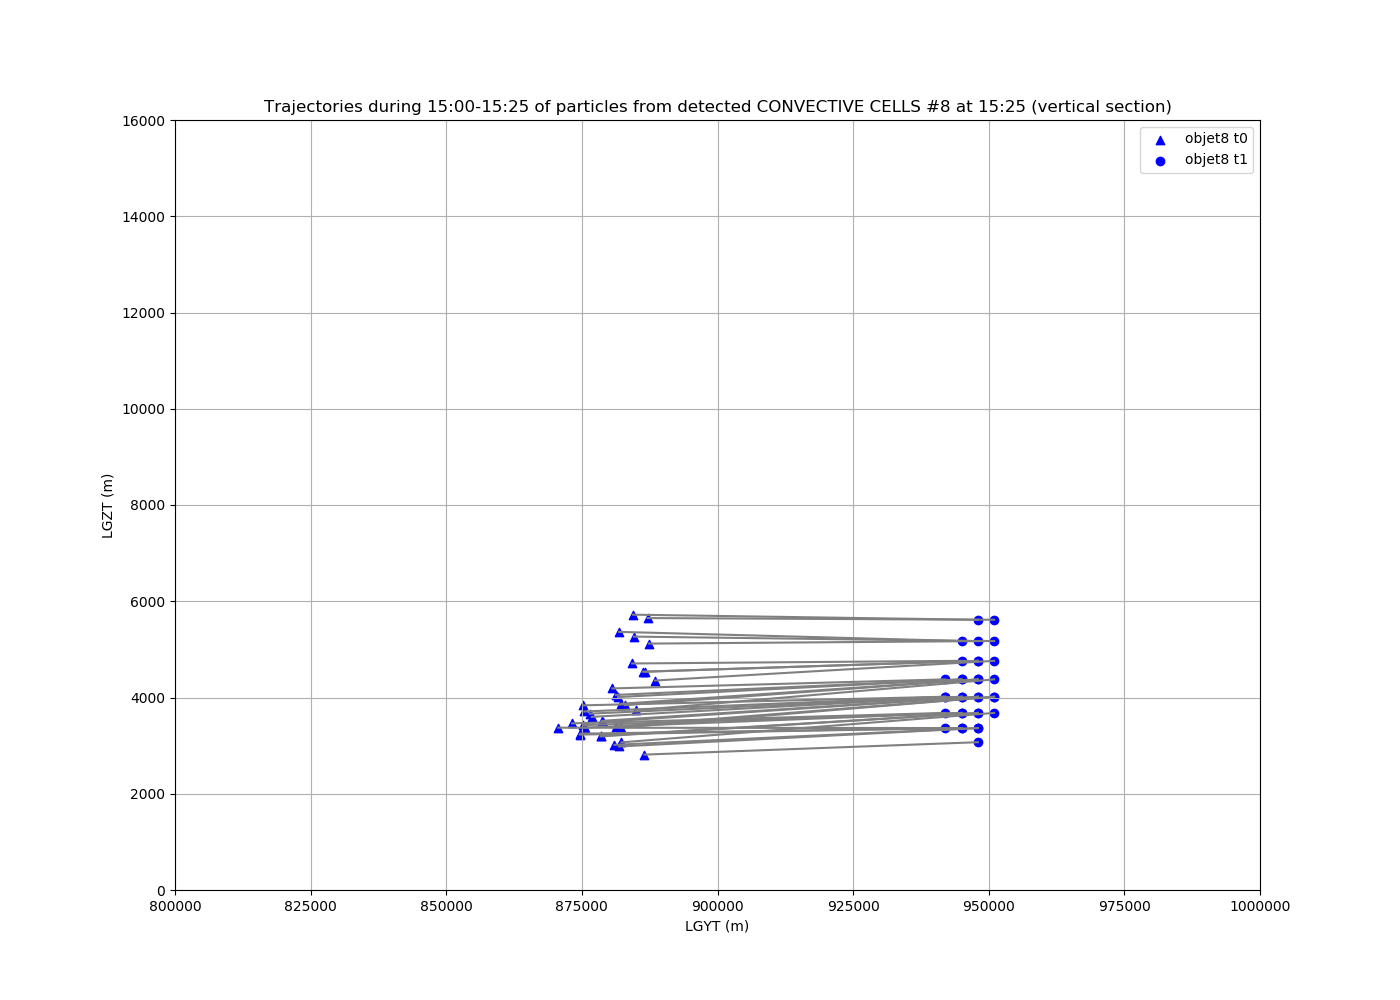 Trajectories during 15:00-15:25 of particles from detected CONVECTIVE CELLS #8 at 15:25 (vertical section)
objet8 t0
objet8 t1
16000
14000
12000
10000
8000
6000
4000
2000
0
LGZT (m)
800000 825000 850000 875000 900000 925000 950000 975000 1000000
LGYT (m)